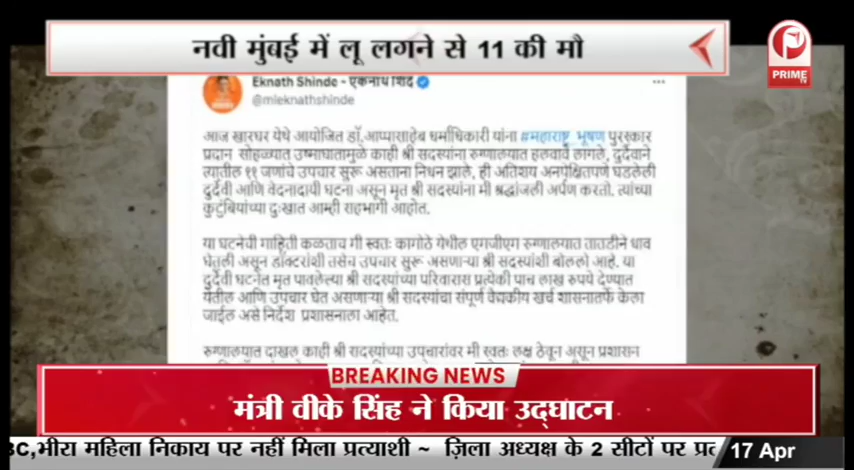 नवी मुंबई में लू लगने से 11 की मौ
PRIME
TV
Eknath Shinde - एकनाथ शिंदे
@mieknathshinde
आज खारघर येथे आयोजित डॉ.आप्पासाहेब धर्माधिकारी यांना #महाराष्ट्र_भूषण पुरस्कार
प्रदान सोहळ्यात उष्माघातामुळे काही श्री सदस्यांना रुग्णालयात हलवावे लागले, दुर्दैवाने
त्यातील ११ जणांचे उपचार सुरू असताना निधन झाले, ही अतिशय अनपेक्षितपणे घडलेली
दुर्दैवी आणि वेदनादायी घटना असून मृत श्री सदस्यांना मी श्रद्धांजली अर्पण करतो. त्यांच्या
कुटुंबियांच्या दुःखात आम्ही सहभागी आहोत.
या घटनेची माहिती कळताच मी स्वतः कामोठे येथील एमजीएम रुग्णालयात तातडीने धाव
घेतली असून डॉक्टरांशी तसेच उपचार सुरू असणाऱ्या श्री सदस्यांशी बोललो आहे. या
दुर्दैवी घटनेत मृत पावलेल्या श्री सदस्यांच्या परिवारास प्रत्येकी पाच लाख रुपये देण्यात
येतील आणि उपचार घेत असणाऱ्या श्री सदस्यांचा संपूर्ण वैद्यकीय खर्च शासनातर्फे केला
जाईल असे निर्देश प्रशासनाला आहेत.
रुग्णालयात दाखल काही श्री सदस्यांच्या उपचारांवर मी स्वतः लक्ष ठेवून असून प्रशासन
BREAKING NEWS
मंत्री वीके सिंह ने किया उद्घाटन
BC,भीरा महिला निकाय पर नहीं मिला प्रत्याशी ~ ज़िला अध्यक्ष के 2 सीटों पर प्रत
17 Apr